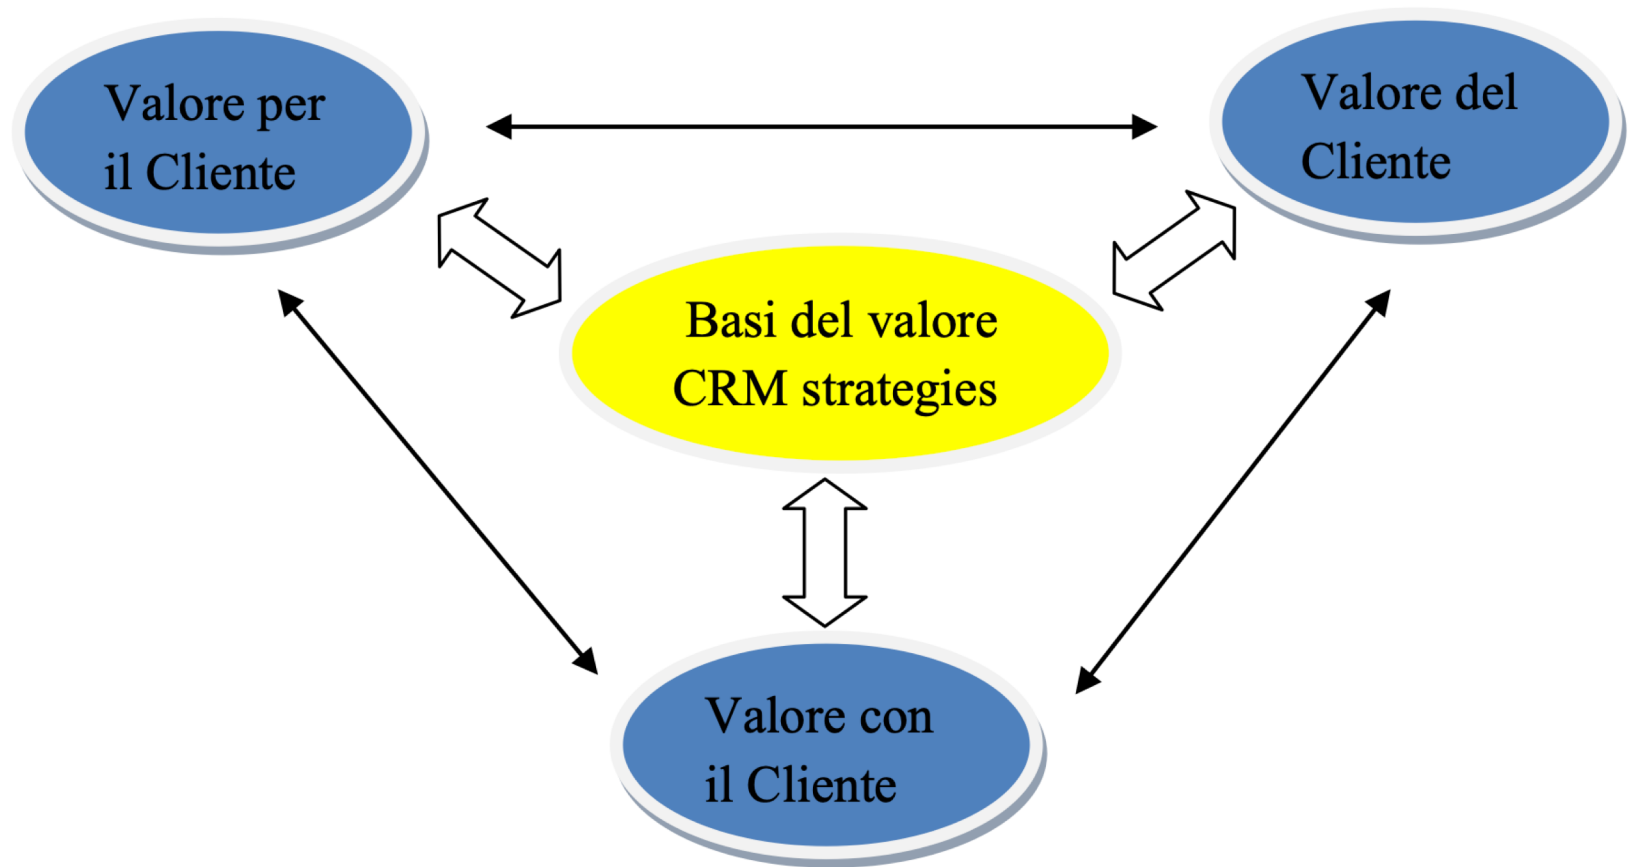 Valore per
il Cliente
Valore del
Cliente
Basi del valore
CRM strategies
Valore con
il Cliente